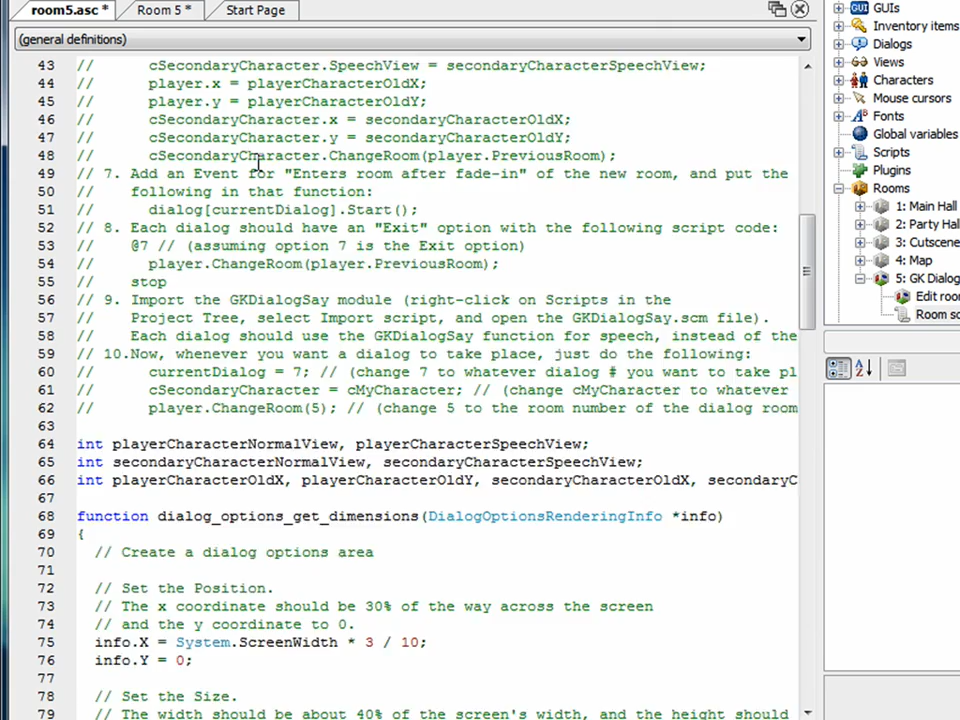 room5.asc *
Room 5 *
Start Page
(general definitions)
43 // cSecondaryCharacter.SpeechView = secondaryCharacterSpeechView;
44 // player.x = playerCharacterOldX;
45 // player.y = playerCharacterOldY;
46 // cSecondaryCharacter.x = secondaryCharacterOldX;
47 // cSecondaryCharacter.y = secondaryCharacterOldY;
48 // cSecondaryCharacter.ChangeRoom(player.PreviousRoom);
49 // 7. Add an Event for "Enters room after fade-in" of the new room, and put the
50 // following in that function:
51 // dialog[currentDialog].Start();
52 // 8. Each dialog should have an "Exit" option with the following script code:
53 // @7 // (assuming option 7 is the Exit option)
54 // player.ChangeRoom(player.PreviousRoom);
55 // stop
56 // 9. Import the GKDialogSay module (right-click on Scripts in the
57 // Project Tree, select Import script, and open the GKDialogSay.scm file).
58 // Each dialog should use the GKDialogSay function for speech, instead of the
59 // 10.Now, whenever you want a dialog to take place, just do the following:
60 // currentDialog = 7; // (change 7 to whatever dialog # you want to take pl
61 // cSecondaryCharacter = cMyCharacter; // (change cMyCharacter to whatever
62 // player.ChangeRoom(5); // (change 5 to the room number of the dialog room
63
64 int playerCharacterNormalView, playerCharacterSpeechView;
65 int secondaryCharacterNormalView, secondaryCharacterSpeechView;
66 int playerCharacterOldX, playerCharacterOldY, secondaryCharacterOldX, secondaryC
67
68 function dialog_options_get_dimensions(DialogOptionsRenderingInfo *info)
69 {
70 // Create a dialog options area
71
72 // Set the Position.
73 // The x coordinate should be 30% of the way across the screen
74 // and the y coordinate to 0.
75 info.X = System.ScreenWidth * 3 / 10;
76 info.Y = 0;
77
78 // Set the Size.
79 // The width should be about 40% of the screen's width, and the height should
GUIs
Inventory items
Dialogs
Views
Characters
Mouse cursors
Fonts
Global variables
Scripts
Plugins
Rooms
1: Main Hall
2: Party Hal
3: Cutscene
4: Map
5: GK Dialog
Edit roor
Room sc